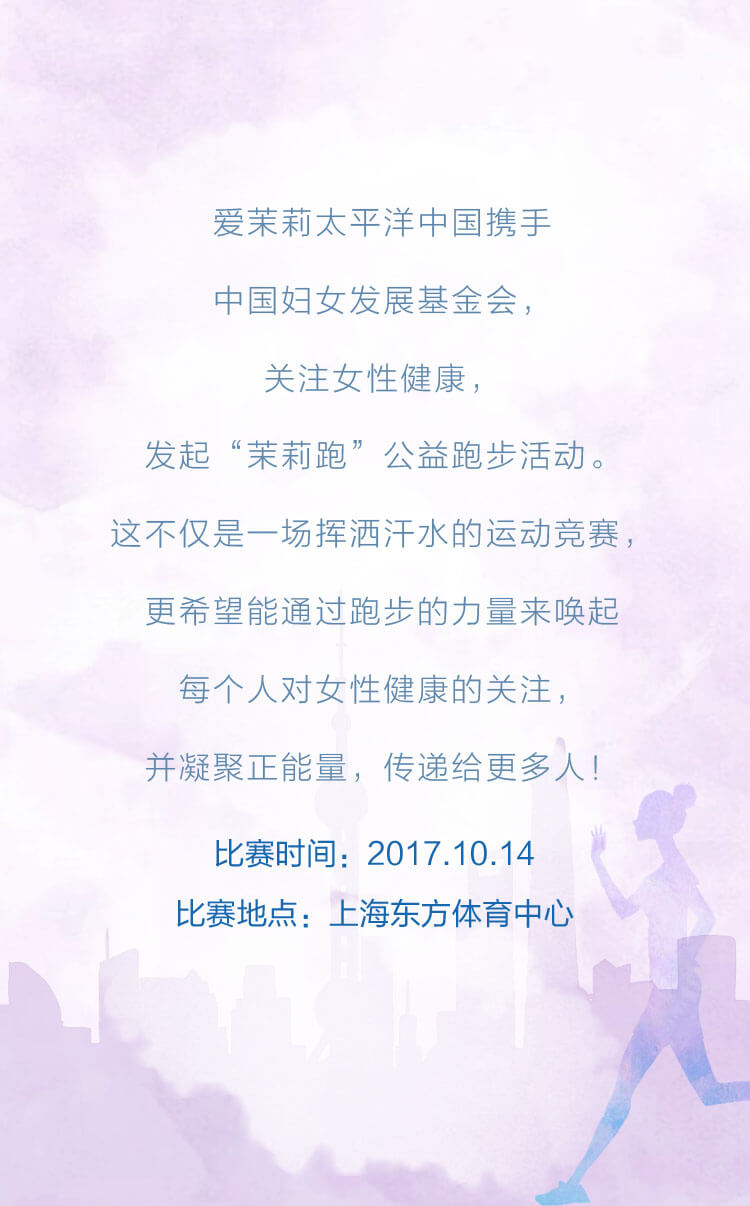 爱茉莉太平洋中国携手
中国妇女发展基金会，
关注女性健康，
发起“茉莉跑”公益跑步活动。
这不仅是一场挥洒汗水的运动竞赛，
更希望能通过跑步的力量来唤起
每个人对女性健康的关注，
并凝聚正能量，传递给更多人！
比赛时间：2017.10.14
比赛地点：上海东方体育中心